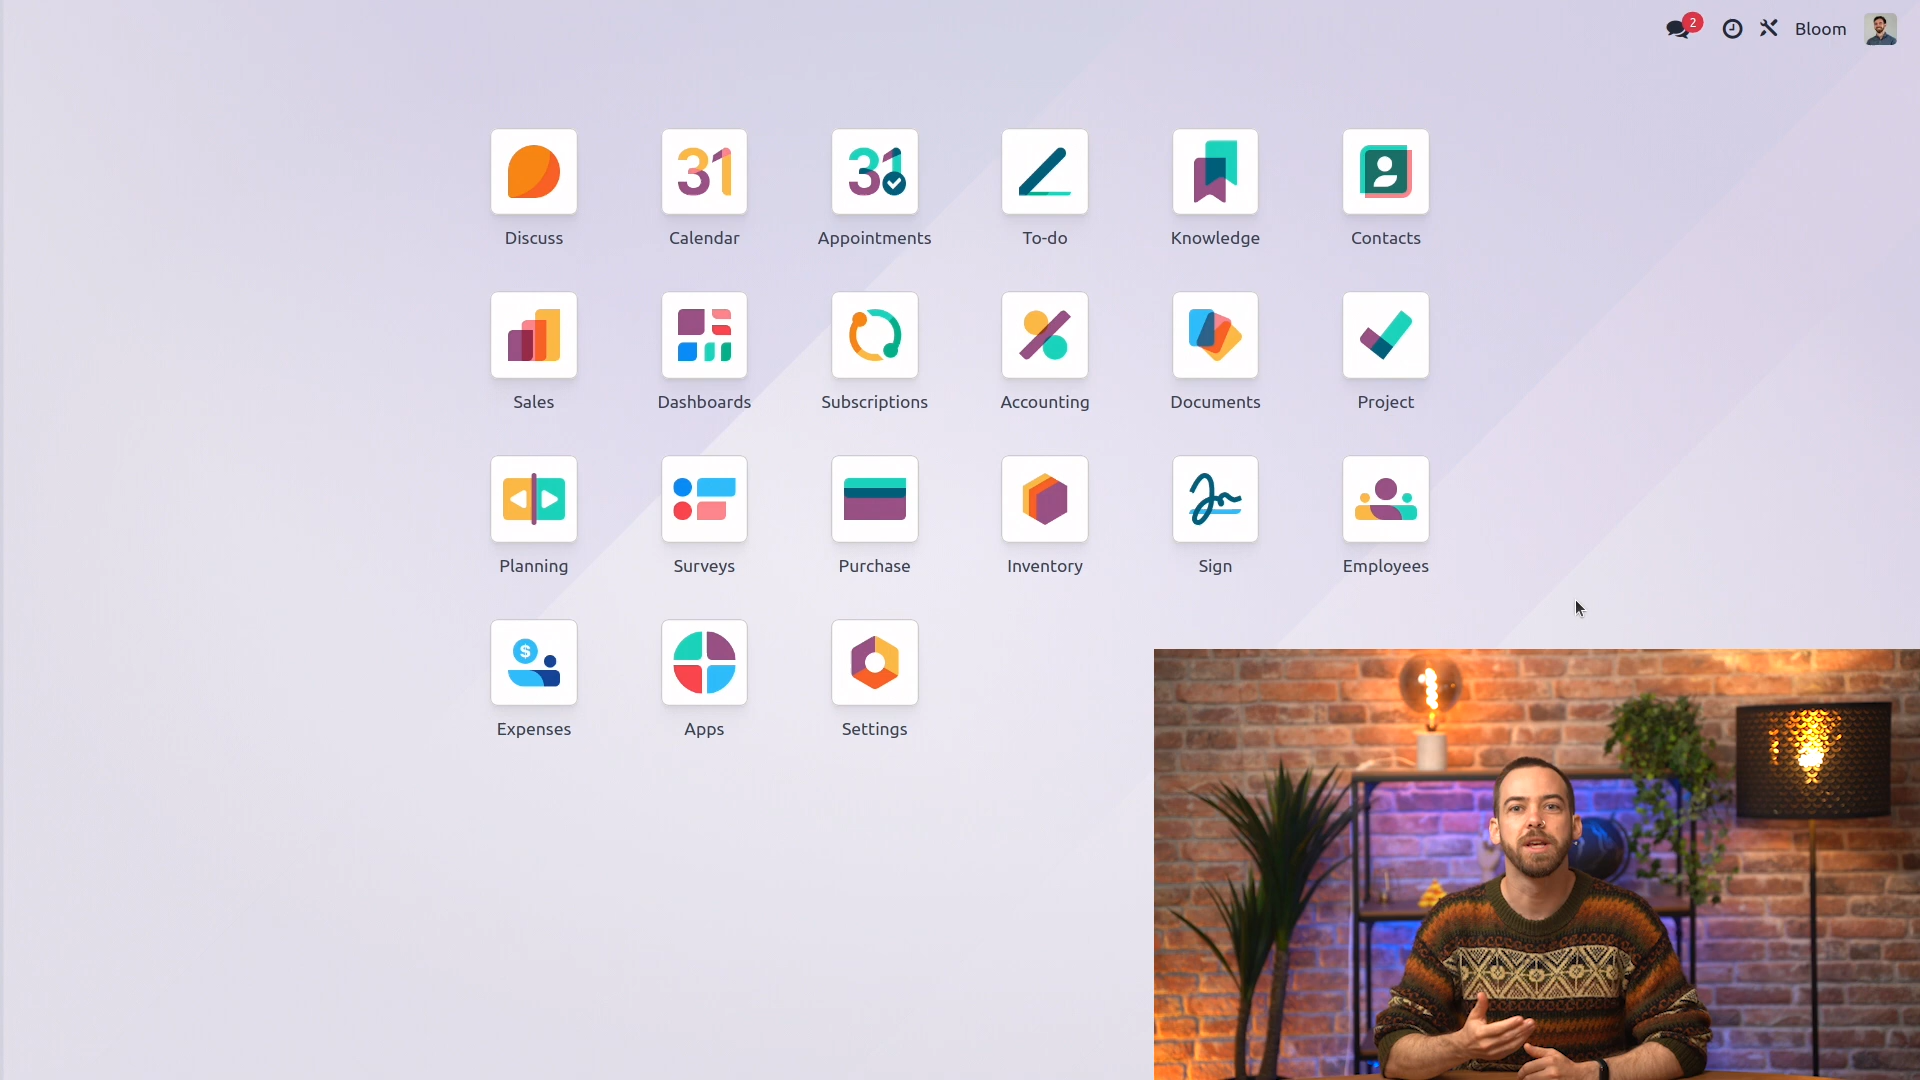 2
Bloom
31
31
Discuss
Calendar
Appointments
To-do
Knowledge
Contacts
Sales
Dashboards
Subscriptions
Accounting
Documents
Project
Planning
Surveys
Purchase
Inventory
Sign
Employees
$
Expenses
Apps
Settings